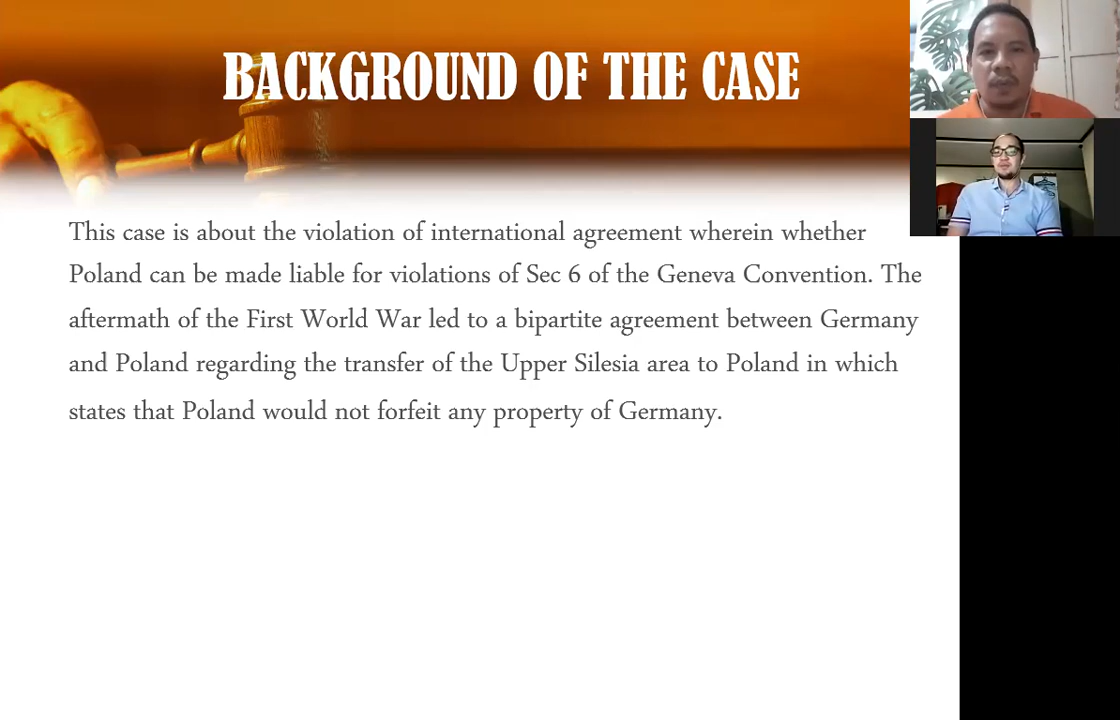 BACKGROUND OF THE CASE
This case is about the violation of international agreement wherein whether
Poland can be made liable for violations of Sec 6 of the Geneva Convention. The
aftermath of the First World War led to a bipartite agreement between Germany
and Poland regarding the transfer of the Upper Silesia area to Poland in which
states that Poland would not forfeit any property of Germany.